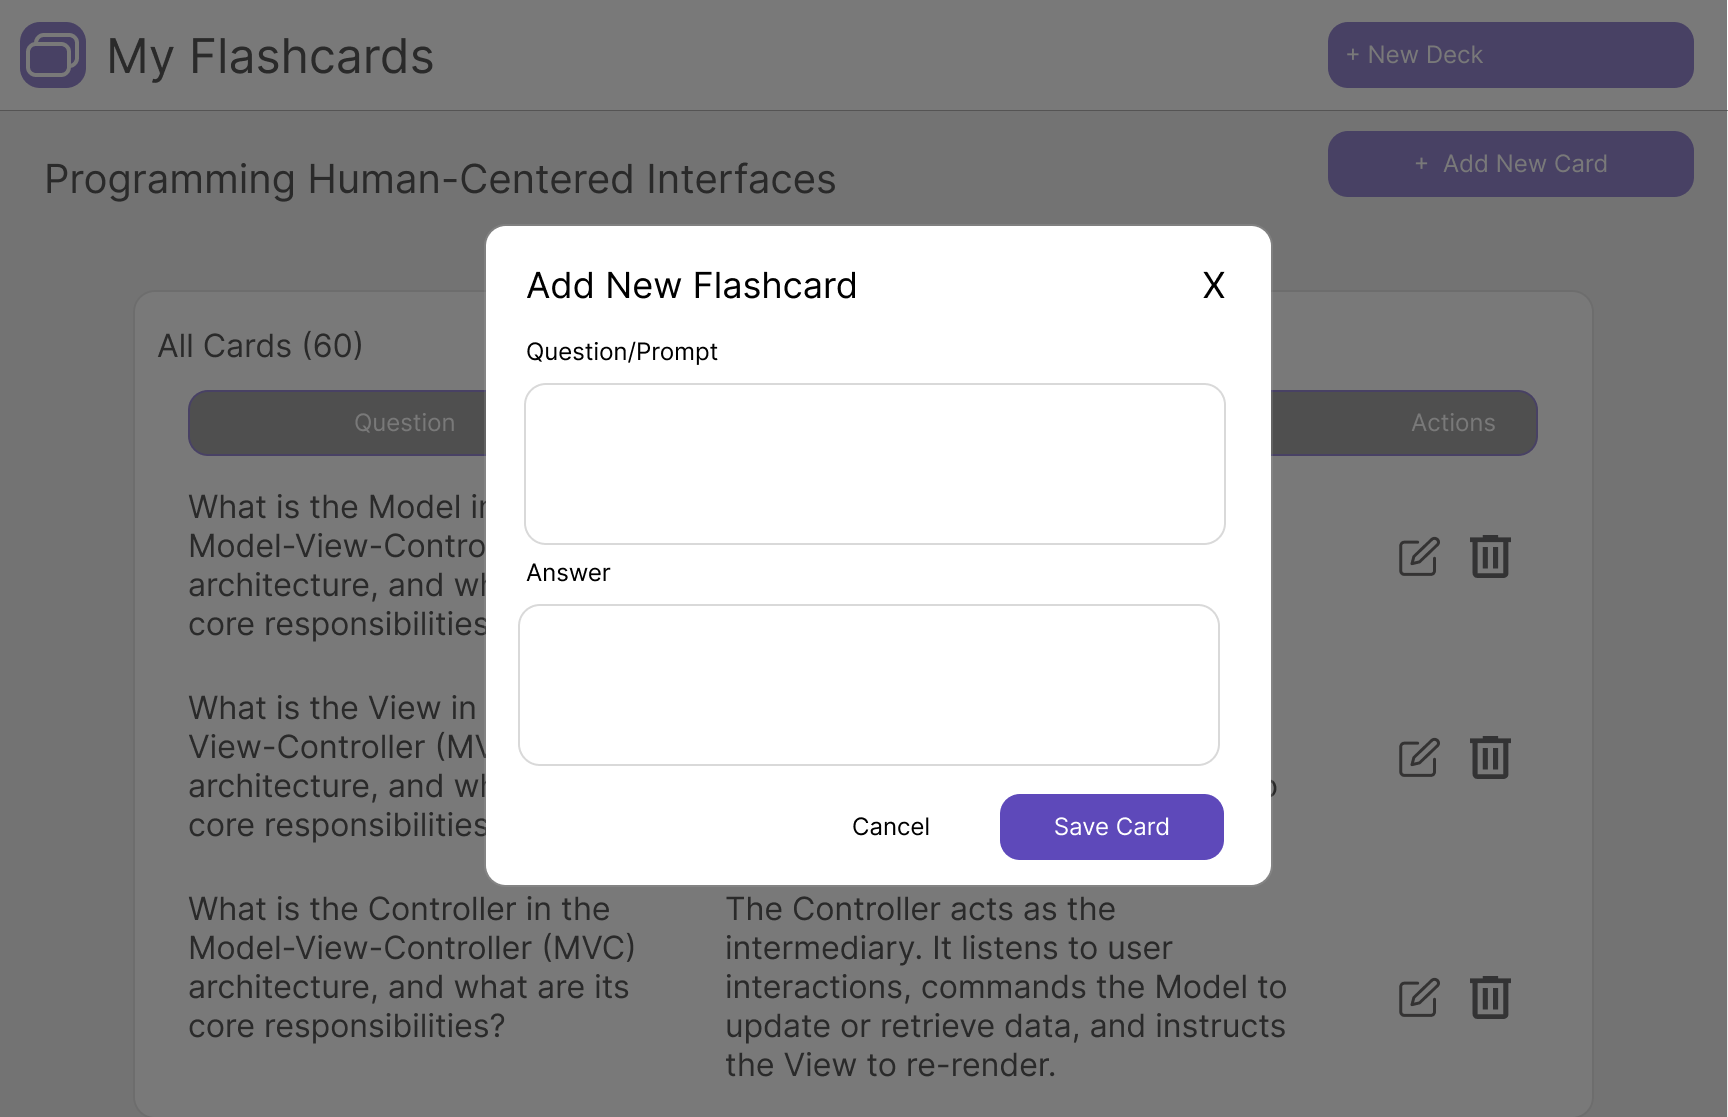 My Flashcards
+ New Deck
Programming Human-Centered Interfaces
+ Add New Card
Add New Flashcard
X
Question/Prompt
Answer
Cancel
Save Card
All Cards (60)
Question
Actions
What is the Model
Model-View-Contro
architecture, and
core responsibilities
What is the View in
View-Controller
architecture, and
core responsibilities
What is the Controller in the
Model-View-Controller (MVC)
architecture, and what are its
core responsibilities?
The Controller acts as the
intermediary. It listens to user
interactions, commands the Model to
update or retrieve data, and instructs
the View to re-render.